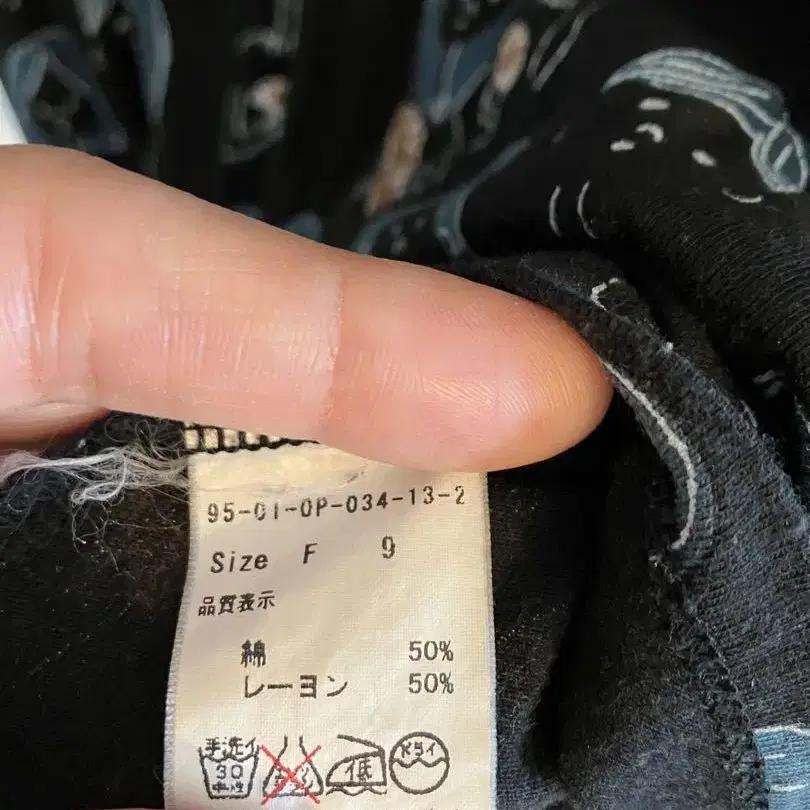 95-01-OP-034-13-2
Size F 9
品質表示
綿 50%
レーヨン 50%
手洗イ 30 中性 低 ドライ